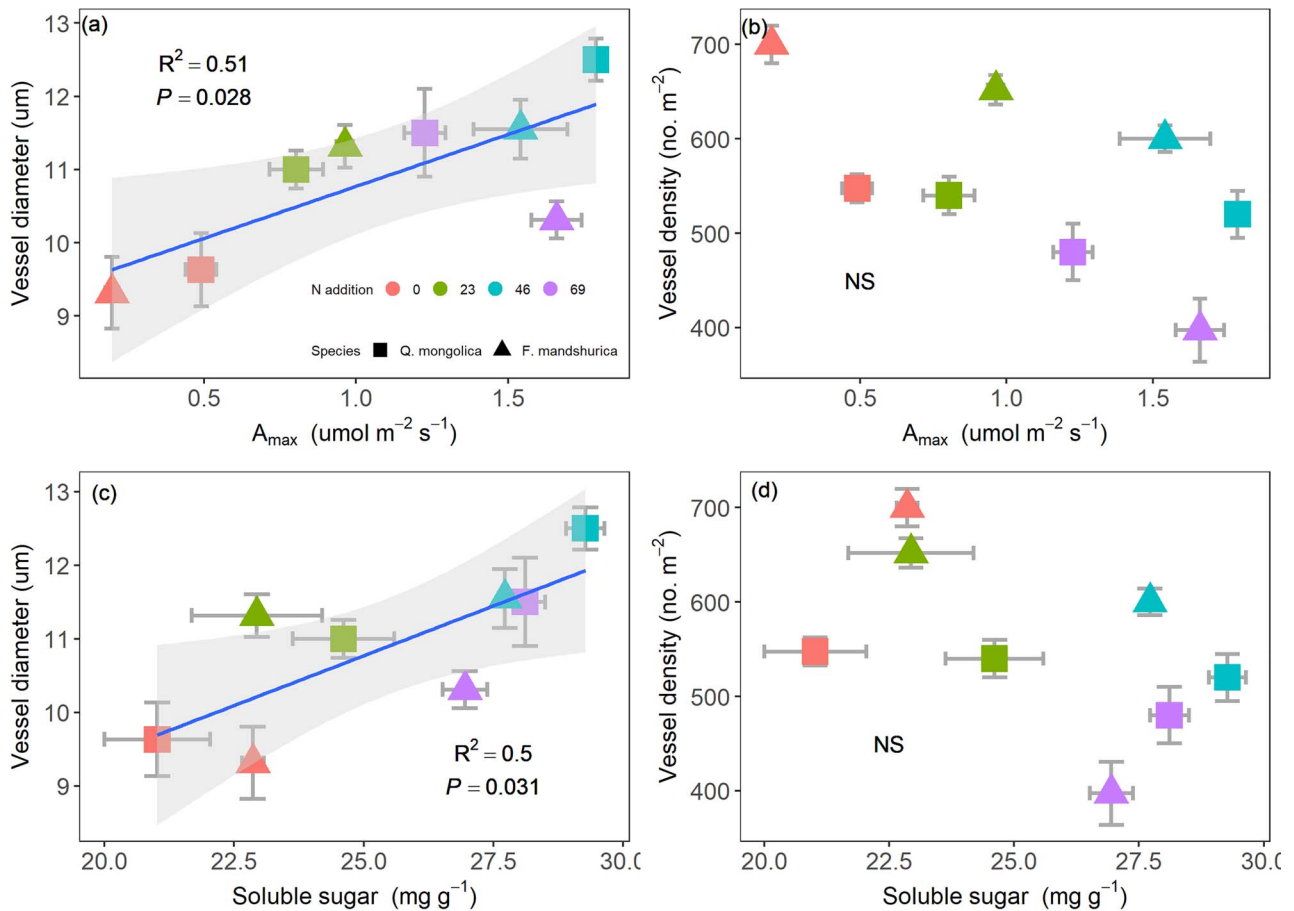 (a)
R² = 0.51
P = 0.028
Vessel diameter (um)
13
12
11
10
9
N addition 0 23 46 69
Species Q. mongolica F. mandshurica
0.5 1.0 1.5
Amax (umol m⁻² s⁻¹)
(b)
Vessel density (no. m⁻²)
700
600
500
400
NS
0.5 1.0 1.5
Amax (umol m⁻² s⁻¹)
(c)
Vessel diameter (um)
13
12
11
10
9
R² = 0.5
P = 0.031
20.0 22.5 25.0 27.5 30.0
Soluble sugar (mg g⁻¹)
(d)
Vessel density (no. m⁻²)
700
600
500
400
NS
20.0 22.5 25.0 27.5 30.0
Soluble sugar (mg g⁻¹)